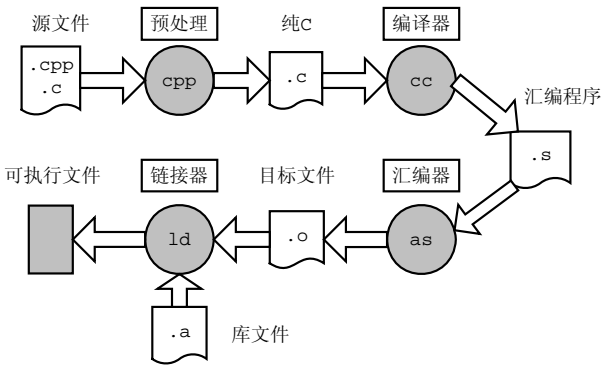 源文件
预处理
纯C
编译器
.cpp
.c
cpp
.c
cc
汇编程序
.s
可执行文件
链接器
目标文件
汇编器
ld
.o
as
.a
库文件